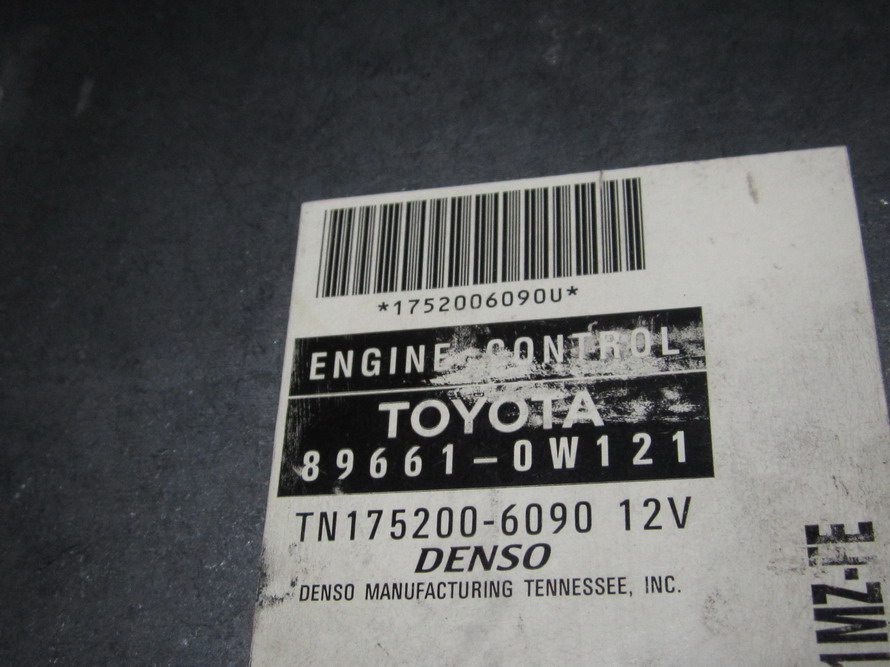 *1752006090U*
ENGINE CONTROL
TOYOTA
89661-0W121
TN175200-6090 12V
DENSO
DENSO MANUFACTURING TENNESSEE, INC.
1MZ-FE